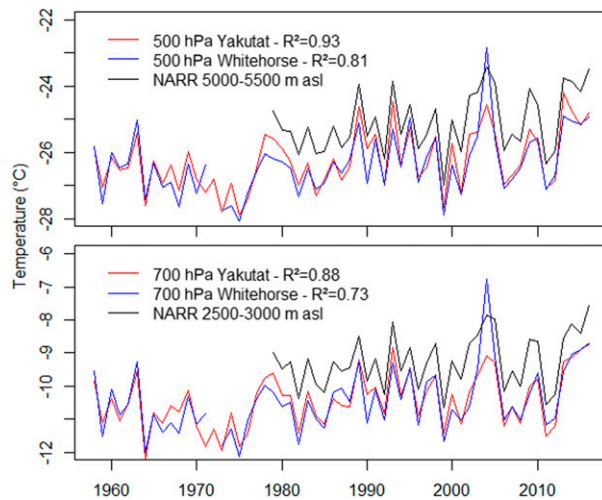 -22
500 hPa Yakutat - R²=0.93
500 hPa Whitehorse - R²=0.81
-24
NARR 5000-5500 m asl
-26
-28
Temperature (°C)
-6
700 hPa Yakutat - R²=0.88
-7
700 hPa Whitehorse - R²=0.73
-8
NARR 2500-3000 m asl
-9
-10
-12
1960 1970 1980 1990 2000 2010